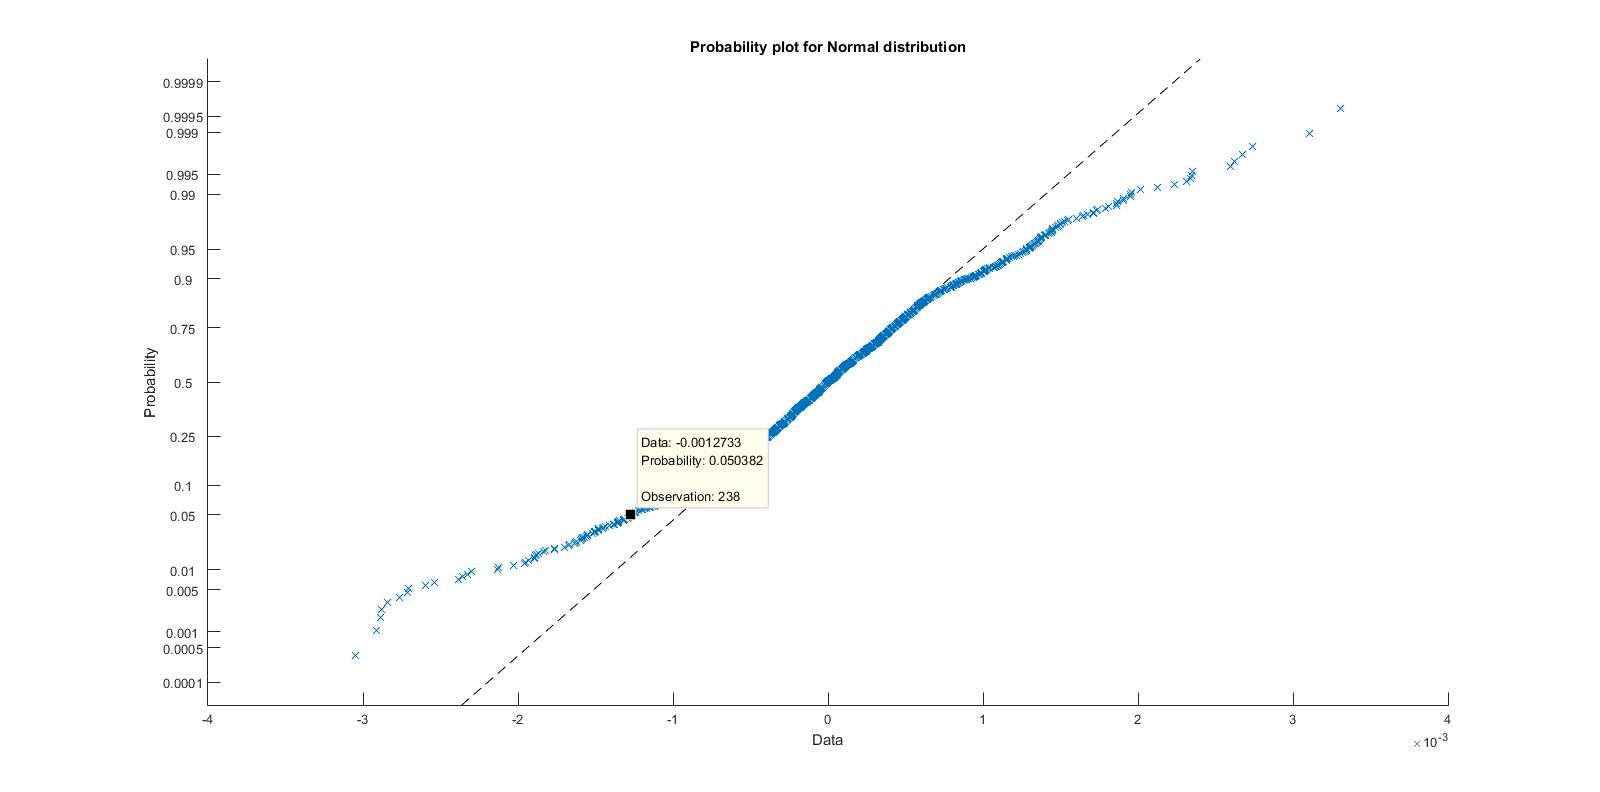 Probability plot for Normal distribution
0.9999
0.9995
0.999
0.995
0.99
0.95
0.9
0.75
0.5
0.25
0.1
0.05
0.01
0.005
0.001
0.0005
0.0001
Probability
Data: -0.0012733
Probability: 0.050382
Observation: 238
-4 -3 -2 -1 0 1 2 3 4
Data
×10⁻³